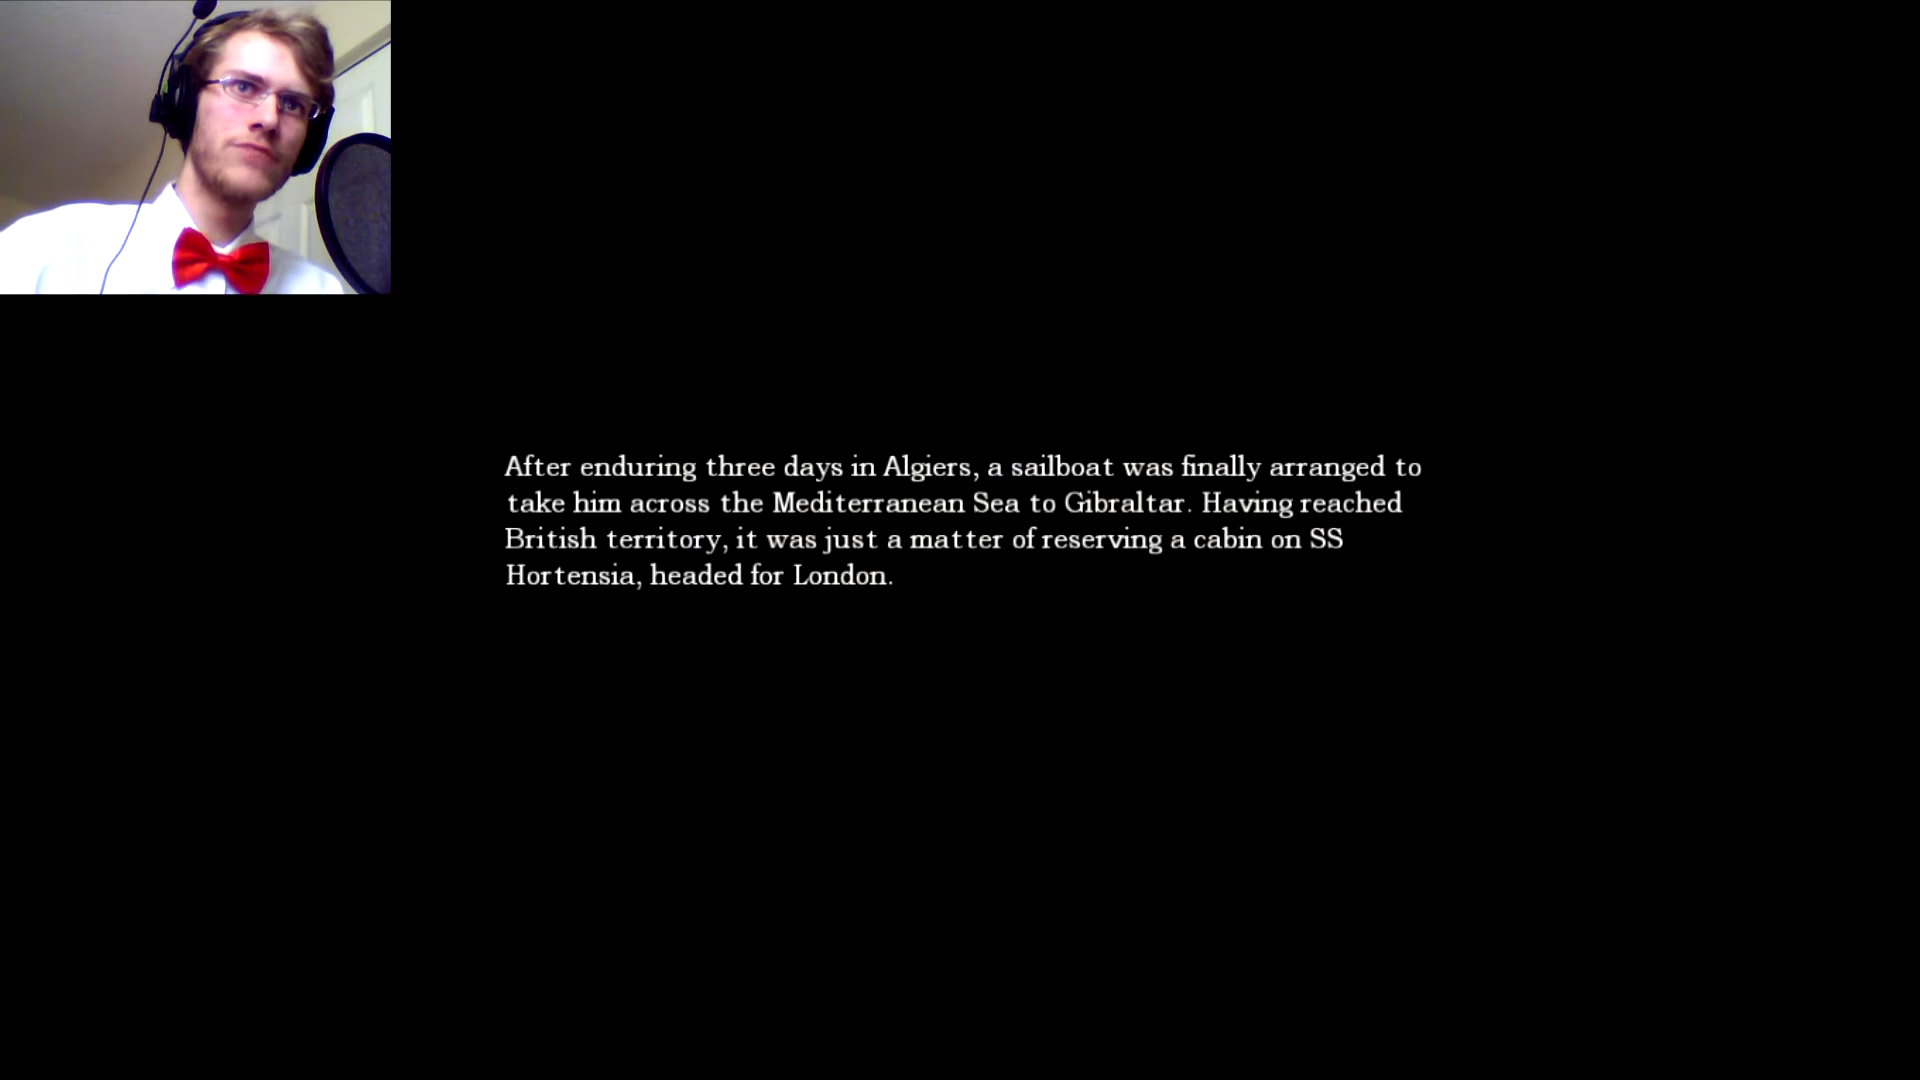 After enduring three days in Algiers, a sailboat was finally arranged to
take him across the Mediterranean Sea to Gibraltar. Having reached
British territory, it was just a matter of reserving a cabin on SS
Hortensia, headed for London.